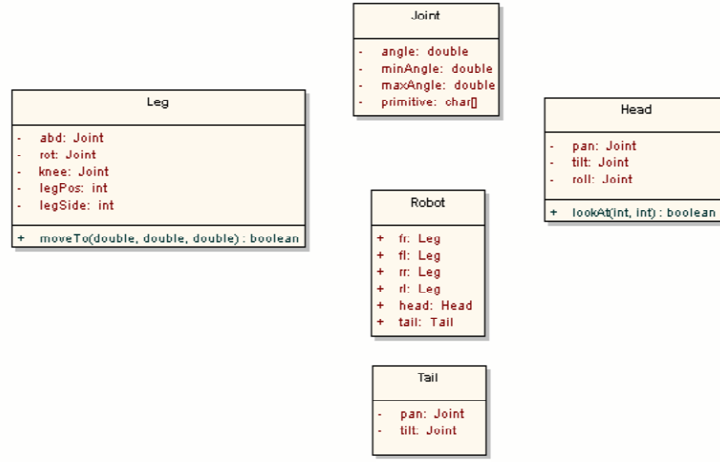 Joint
- angle: double
- minAngle: double
- maxAngle: double
- primitive: char[]
Leg
- abd: Joint
- rot: Joint
- knee: Joint
- legPos: int
- legSide: int
+ moveTo(double, double, double) : boolean
Head
- pan: Joint
- tilt: Joint
- roll: Joint
+ lookAt(int, int) : boolean
Robot
+ fr: Leg
+ fl: Leg
+ rr: Leg
+ rl: Leg
+ head: Head
+ tail: Tail
Tail
- pan: Joint
- tilt: Joint